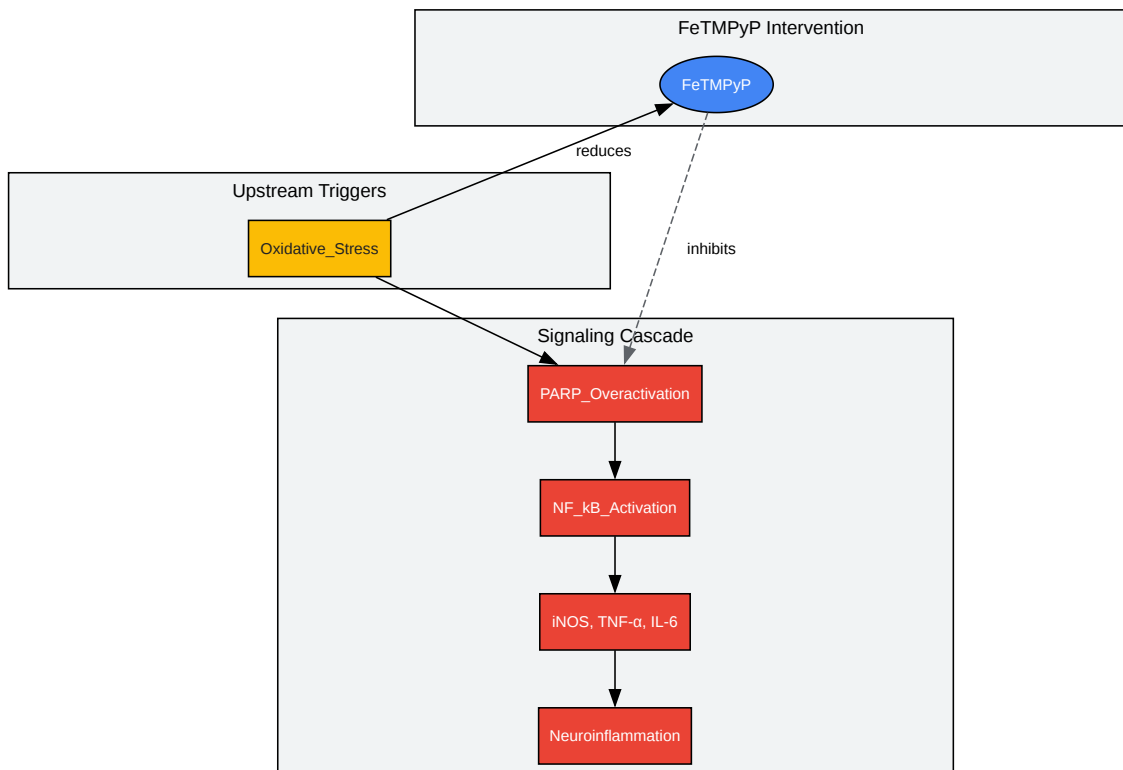 FeTMPyP Intervention
FeTMPyP
reduces
Upstream Triggers
Oxidative_Stress
inhibits
Signaling Cascade
PARP_Overactivation
NF_kB_Activation
iNOS, TNF-α, IL-6
Neuroinflammation